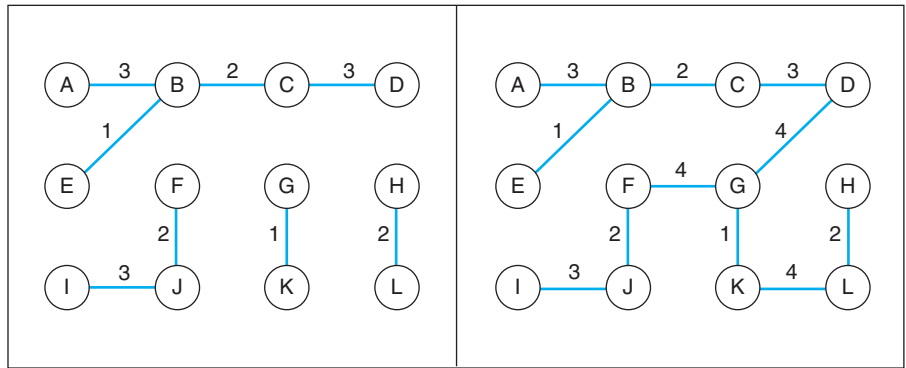 A 3 B 2 C 3 D
1
E F G H
2 1 2
I 3 J K L
A 3 B 2 C 3 D
1 4
E F 4 G H
2 1 2
I 3 J K 4 L